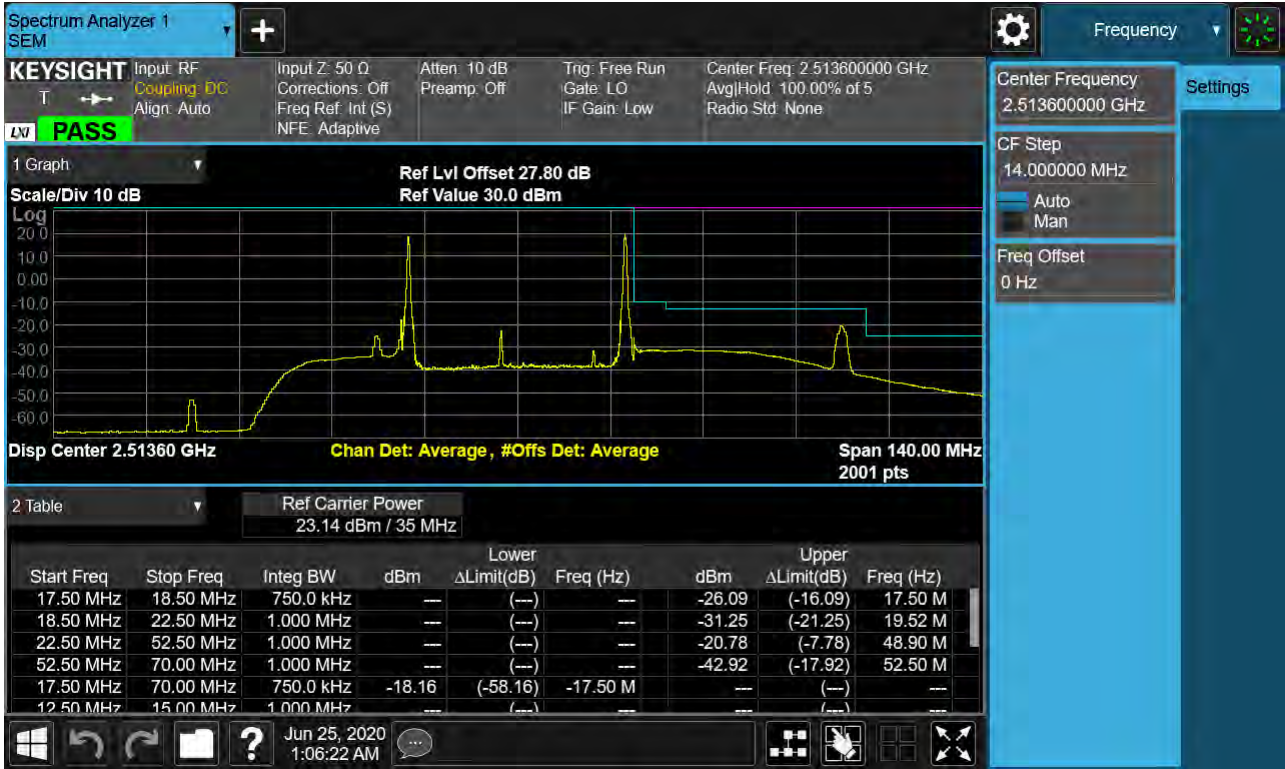 Spectrum Analyzer 1
SEM
+
Frequency
KEYSIGHT
T
LXI PASS
Input: RF
Coupling: DC
Align: Auto
Input Z: 50 Ω
Corrections: Off
Freq Ref: Int (S)
NFE: Adaptive
Atten: 10 dB
Preamp: Off
Trig: Free Run
Gate: LO
IF Gain: Low
Center Freq: 2.513600000 GHz
Avg|Hold: 100.00% of 5
Radio Std: None
Center Frequency
2.513600000 GHz
Settings
CF Step
14.000000 MHz
Auto
Man
Freq Offset
0 Hz
1 Graph
Scale/Div 10 dB
Ref Lvl Offset 27.80 dB
Ref Value 30.0 dBm
Log
20.0
10.0
0.00
-10.0
-20.0
-30.0
-40.0
-50.0
-60.0
Disp Center 2.51360 GHz
Chan Det: Average, #Offs Det: Average
Span 140.00 MHz
2001 pts
2 Table
Ref Carrier Power
23.14 dBm / 35 MHz
Lower Upper
Start Freq Stop Freq Integ BW dBm ΔLimit(dB) Freq (Hz) dBm ΔLimit(dB) Freq (Hz)
17.50 MHz 18.50 MHz 750.0 kHz --- (---) --- -26.09 (-16.09) 17.50 M
18.50 MHz 22.50 MHz 1.000 MHz --- (---) --- -31.25 (-21.25) 19.52 M
22.50 MHz 52.50 MHz 1.000 MHz --- (---) --- -20.78 (-7.78) 48.90 M
52.50 MHz 70.00 MHz 1.000 MHz --- (---) --- -42.92 (-17.92) 52.50 M
17.50 MHz 70.00 MHz 750.0 kHz -18.16 (-58.16) -17.50 M --- (---) ---
12.50 MHz 15.00 MHz 1.000 MHz --- (---) --- --- (---) ---
?
Jun 25, 2020
1:06:22 AM